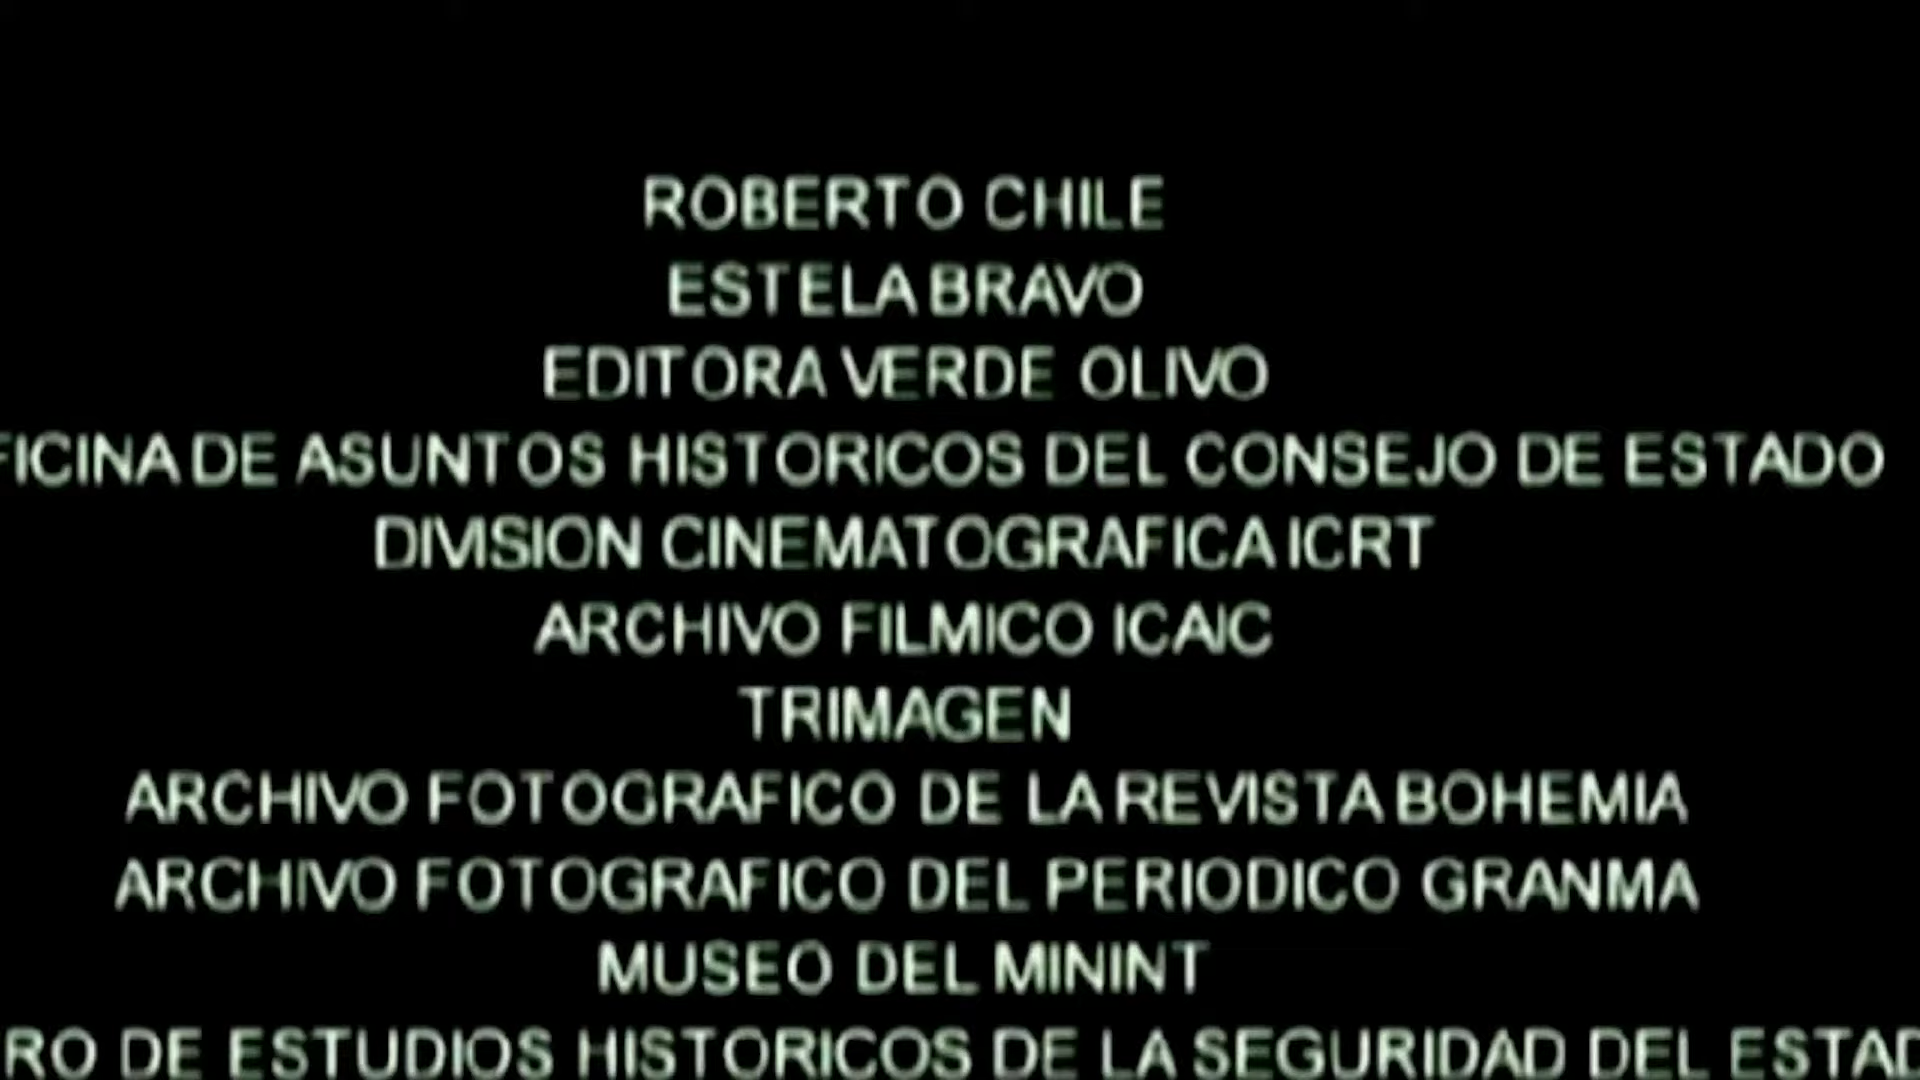 ROBERTO CHILE
ESTELA BRAVO
EDITORA VERDE OLIVO
FICINA DE ASUNTOS HISTORICOS DEL CONSEJO DE ESTADO
DIVISION CINEMATOGRAFICA ICRT
ARCHIVO FILMICO ICAIC
TRIMAGEN
ARCHIVO FOTOGRAFICO DE LA REVISTA BOHEMIA
ARCHIVO FOTOGRAFICO DEL PERIODICO GRANMA
MUSEO DEL MININT
RO DE ESTUDIOS HISTORICOS DE LA SEGURIDAD DEL ESTAD